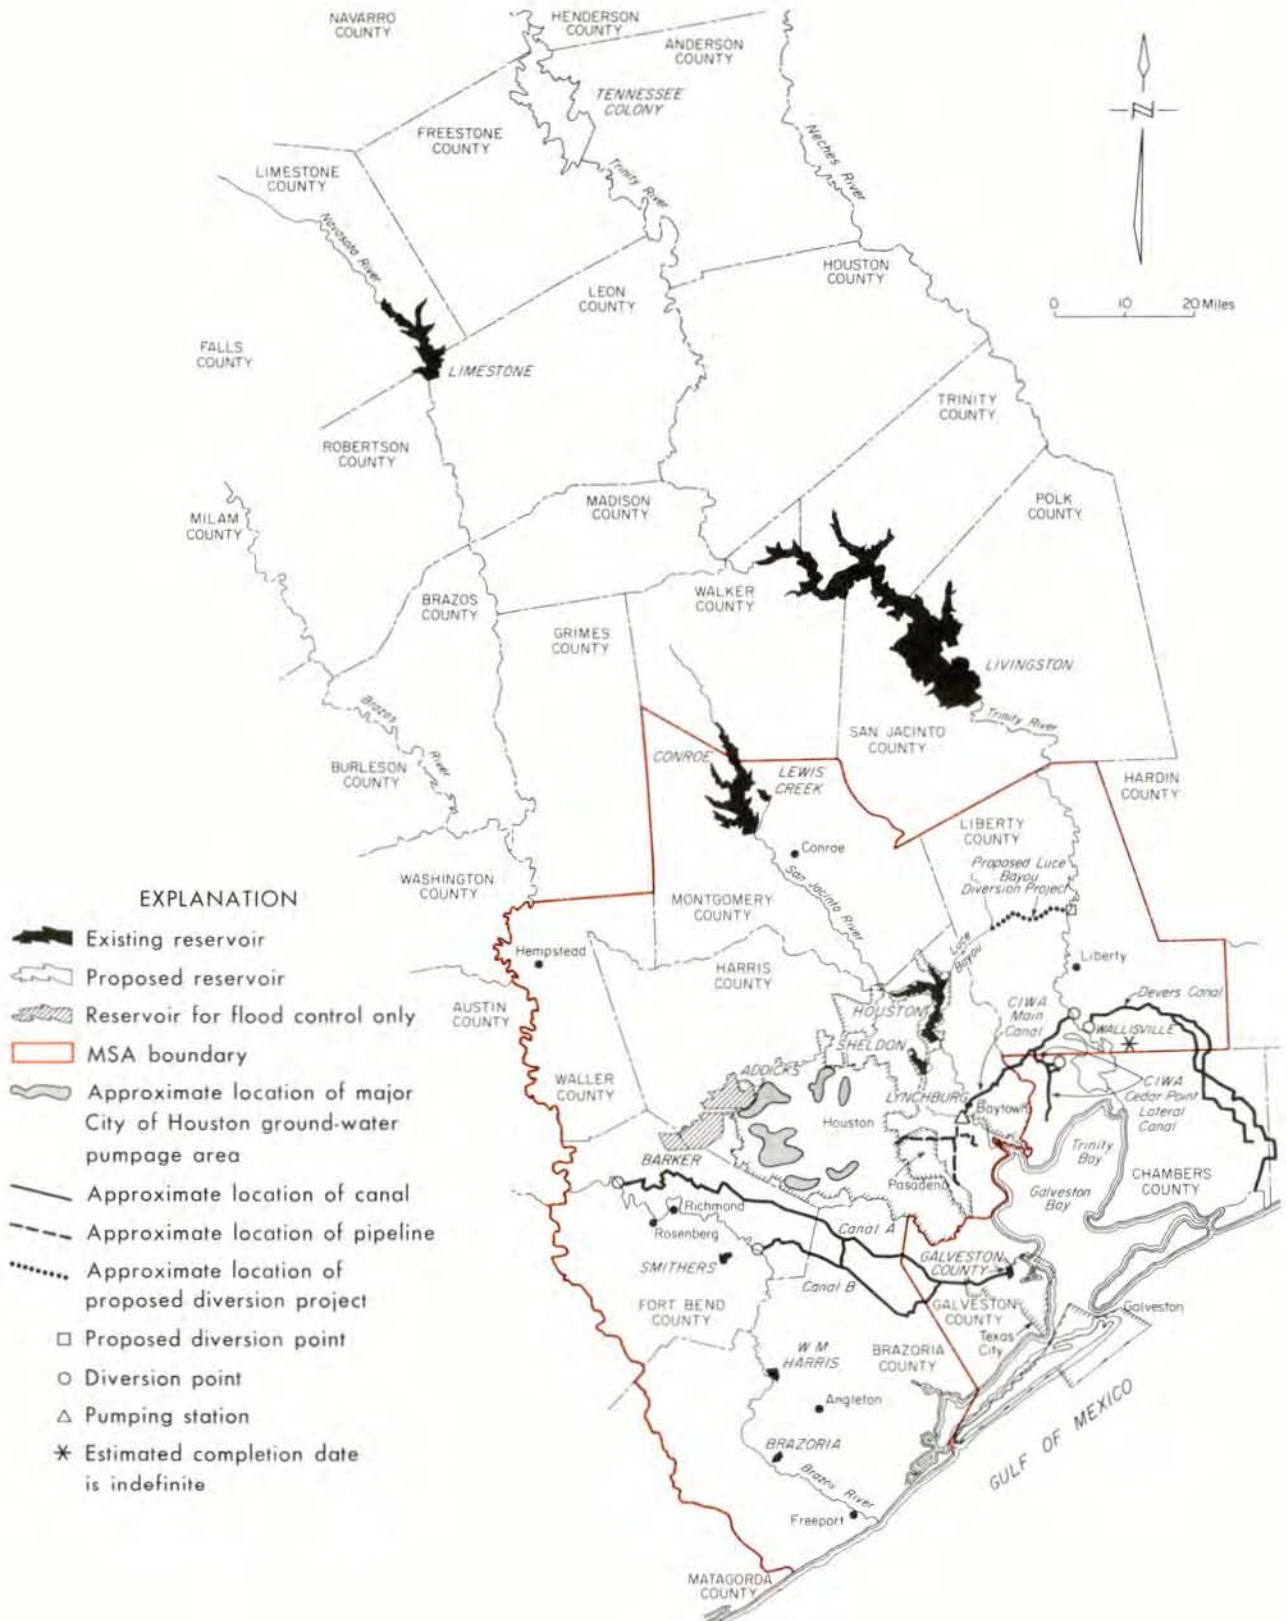 NAVARRO
COUNTY
HENDERSON
COUNTY
ANDERSON
COUNTY
TENNESSEE
COLONY
FREESTONE
COUNTY
LIMESTONE
COUNTY
Trinity
River
Neches River
N
Navasota River
HOUSTON
COUNTY
LEON
COUNTY
0 10 20 Miles
FALLS
COUNTY
LIMESTONE
TRINITY
COUNTY
ROBERTSON
COUNTY
MADISON
COUNTY
POLK
COUNTY
MILAM
COUNTY
BRAZOS
COUNTY
WALKER
COUNTY
GRIMES
COUNTY
LIVINGSTON
Brazos
River
Trinity River
SAN JACINTO
COUNTY
BURLESON
COUNTY
CONROE
LEWIS
CREEK
HARDIN
COUNTY
LIBERTY
COUNTY
Conroe
San Jacinto River
Proposed Luce
Bayou
Diversion Project
WASHINGTON
COUNTY
MONTGOMERY
COUNTY
Luce
Bayou
Hempstead
HARRIS
COUNTY
Liberty
AUSTIN
COUNTY
HOUSTON
CIWA
Main
Canal
Devers Canal
WALLISVILLE
*
SHELDON
ADDICKS
WALLER
COUNTY
LYNCHBURG
Baytown
CIWA
Cedar Point
Lateral
Canal
Houston
Trinity
Bay
BARKER
Pasadena
Galveston
Bay
CHAMBERS
COUNTY
Richmond
Rosenberg
Canal A
SMITHERS
GALVESTON
COUNTY
Canal B
FORT BEND
COUNTY
GALVESTON
COUNTY
Galveston
Texas
City
W M
HARRIS
BRAZORIA
COUNTY
Angleton
GULF OF MEXICO
BRAZORIA
Brazos River
Freeport
MATAGORDA
COUNTY
EXPLANATION
Existing reservoir
Proposed reservoir
Reservoir for flood control only
MSA boundary
Approximate location of major
City of Houston ground-water
pumpage area
Approximate location of canal
Approximate location of pipeline
Approximate location of
proposed diversion project
Proposed diversion point
Diversion point
Pumping station
* Estimated completion date
is indefinite